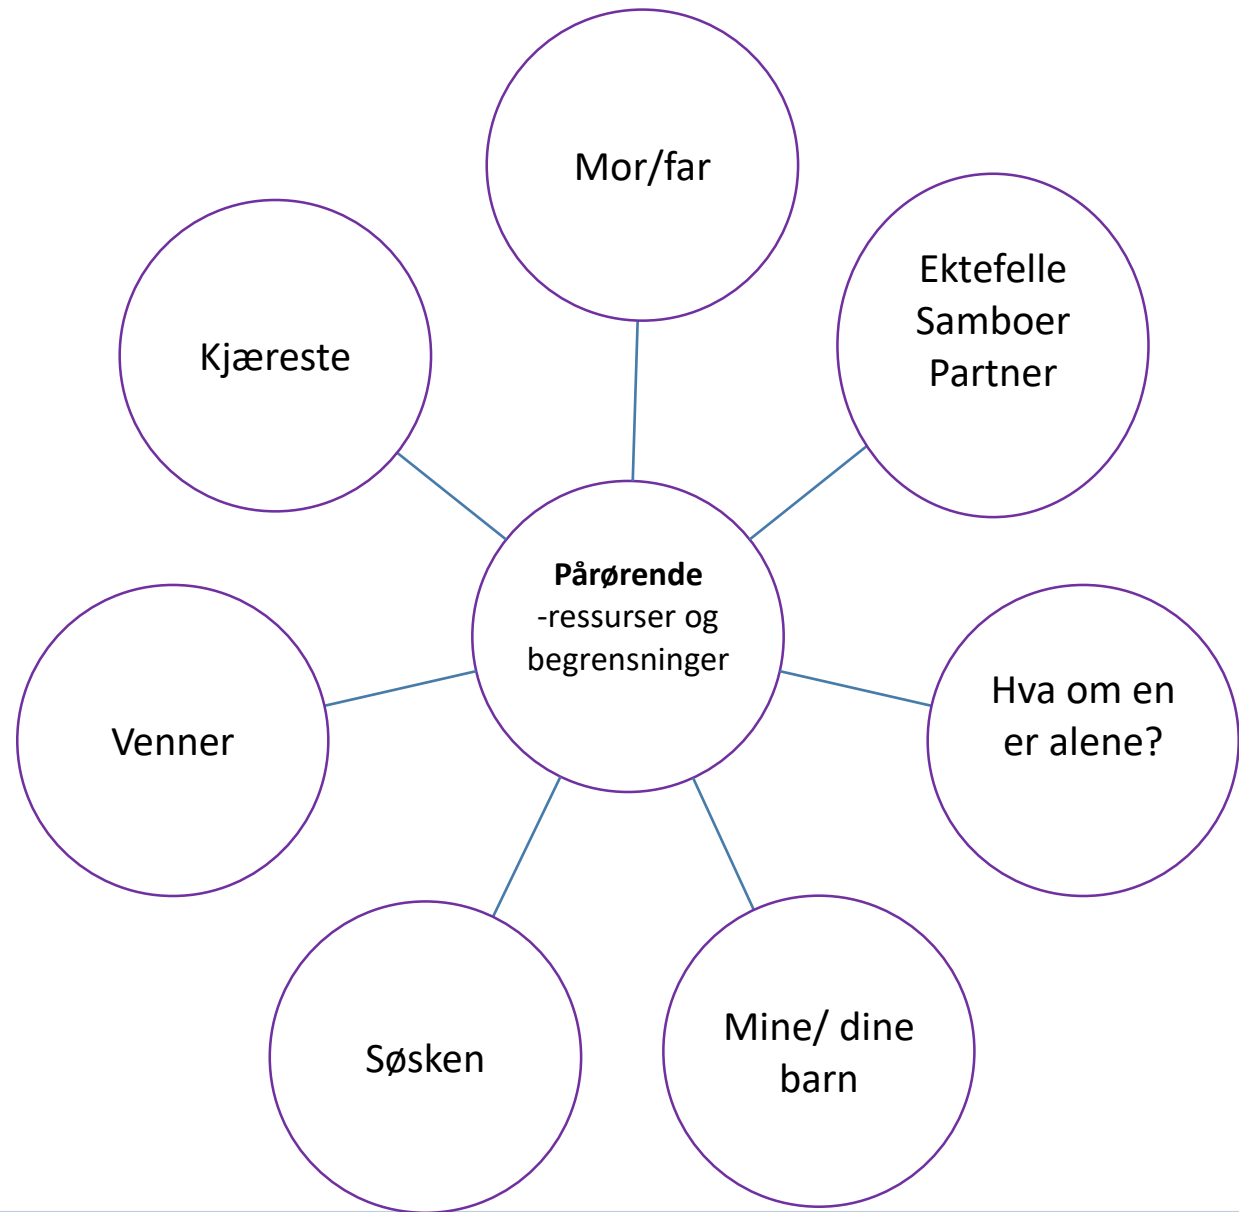 Mor/far
Ektefelle
Samboer
Partner
Kjæreste
Pårørende
-ressurser og
begrensninger
Hva om en
er alene?
Venner
Mine/ dine
barn
Søsken